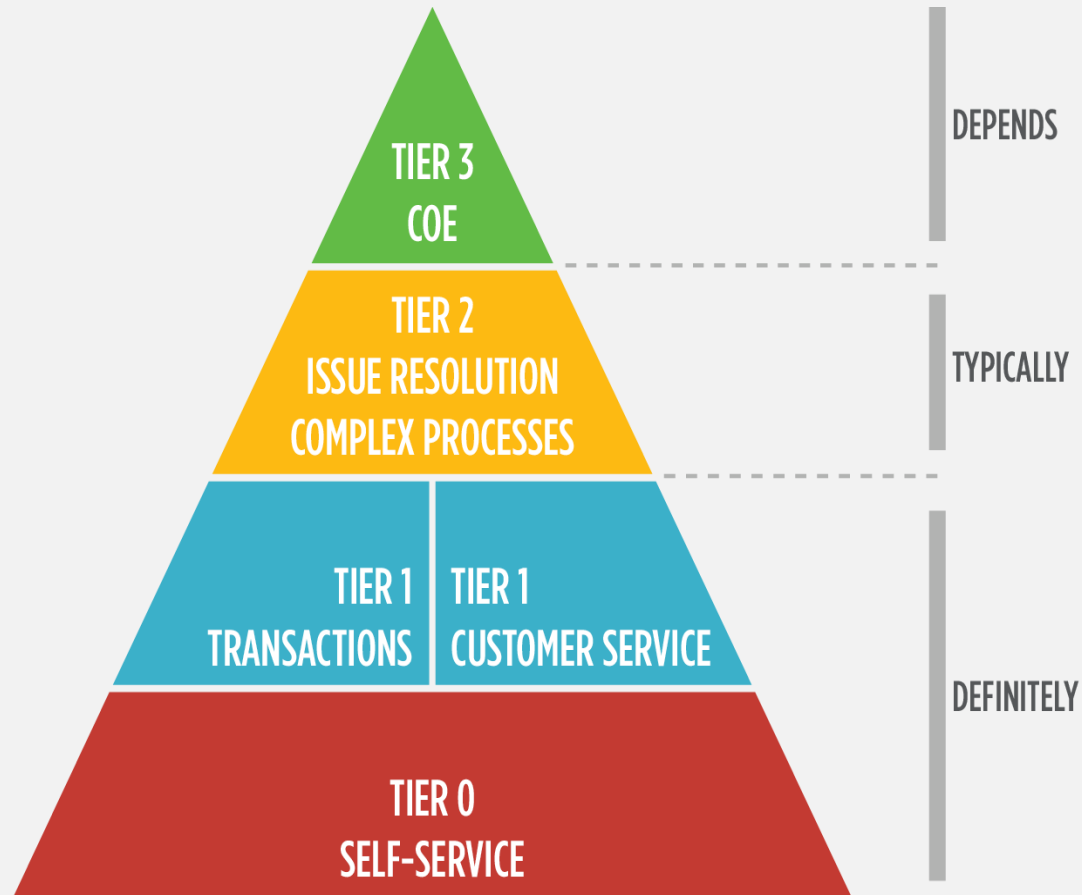 TIER 3
COE
DEPENDS
TIER 2
ISSUE RESOLUTION
COMPLEX PROCESSES
TYPICALLY
TIER 1
TRANSACTIONS
TIER 1
CUSTOMER SERVICE
DEFINITELY
TIER 0
SELF-SERVICE